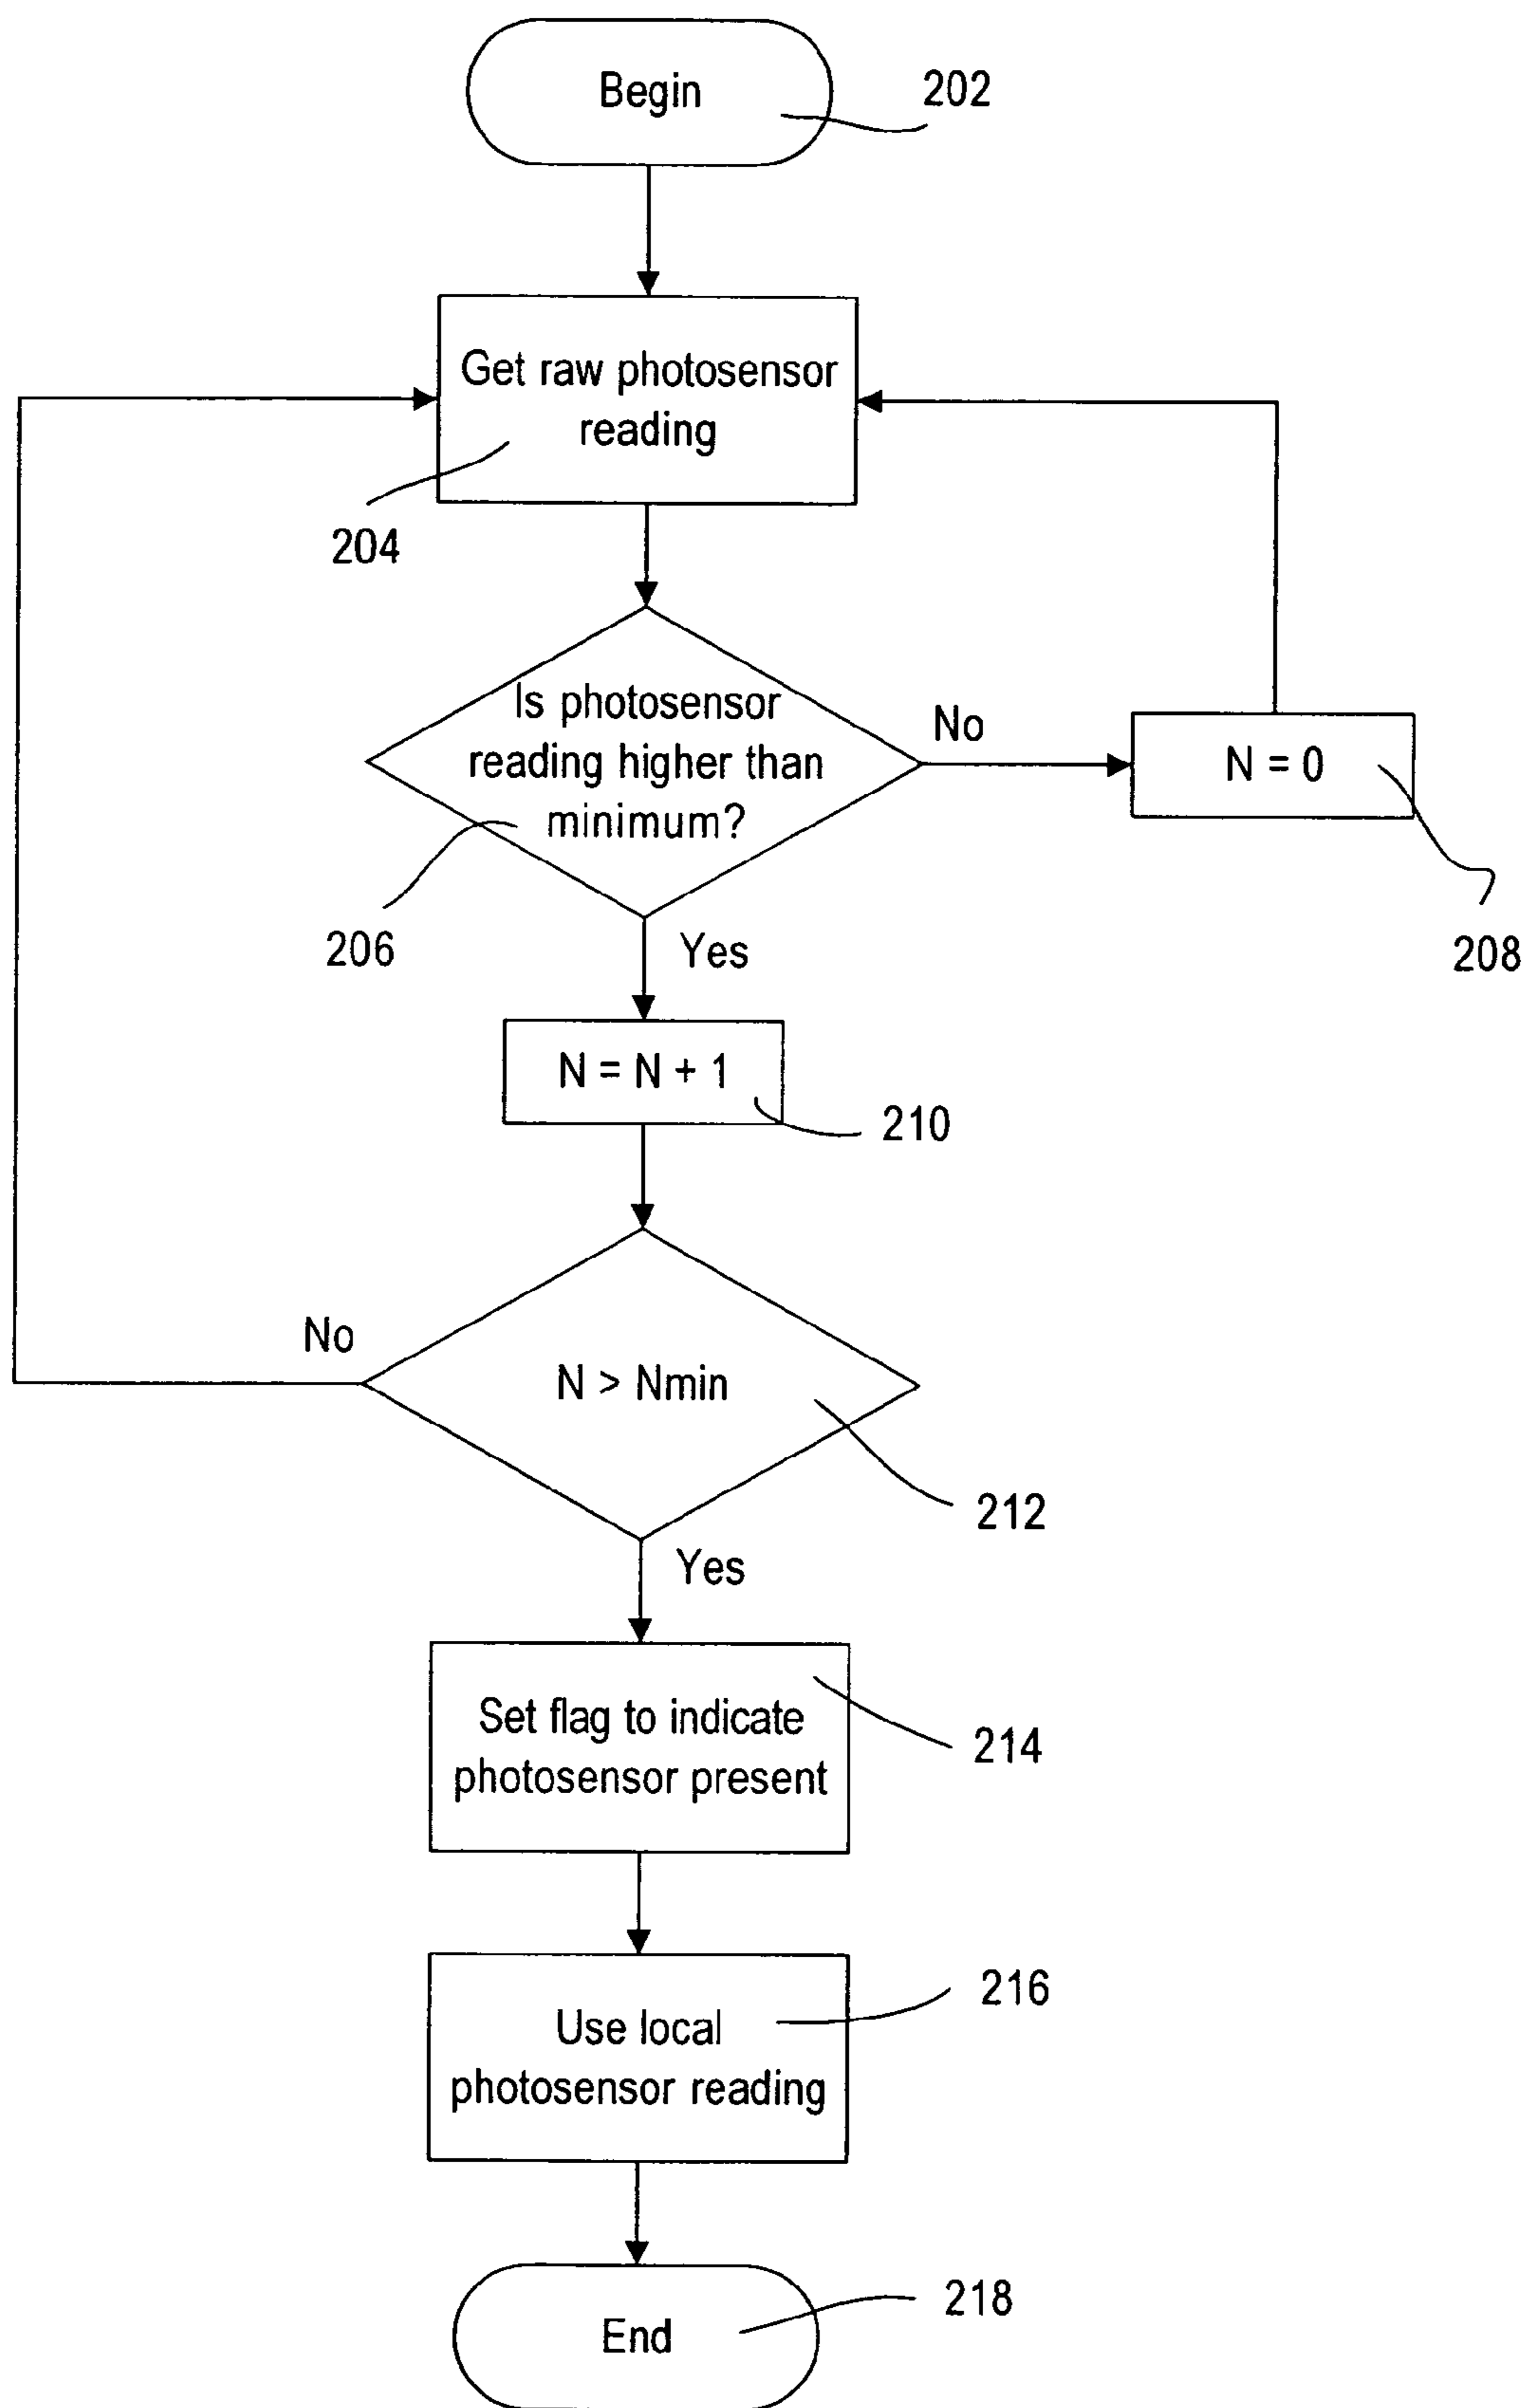 Begin
202
Get raw photosensor
reading
204
Is photosensor
reading higher than
minimum?
No
N = 0
206
Yes
208
N = N + 1
210
No
N > Nmin
212
Yes
Set flag to indicate
photosensor present
214
Use local
photosensor reading
216
End
218